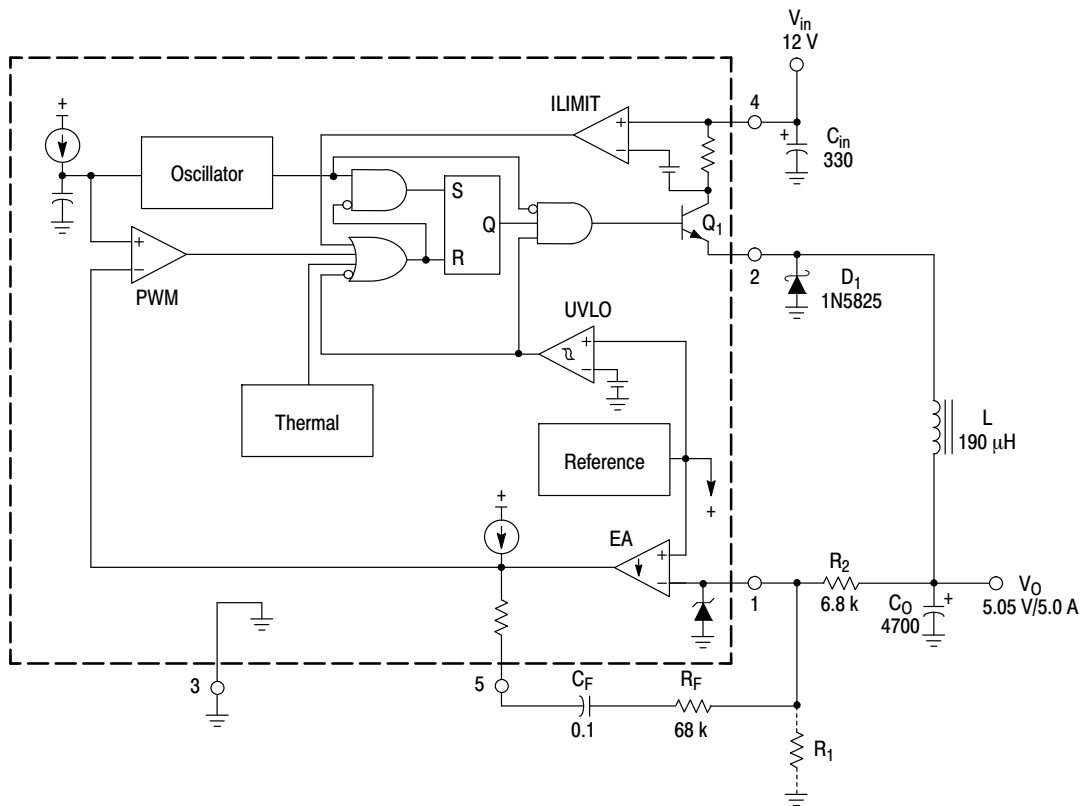 Vin
12 V
4
ILIMIT
+
−
+
Cin
330
+
Oscillator
S
Q
R
Q1
+
−
PWM
2
D1
1N5825
UVLO
+
−
Thermal
L
190 µH
Reference
+
+
EA
+
−
1
R2
6.8 k
CO
4700
+
VO
5.05 V/5.0 A
3
5
CF
0.1
RF
68 k
R1